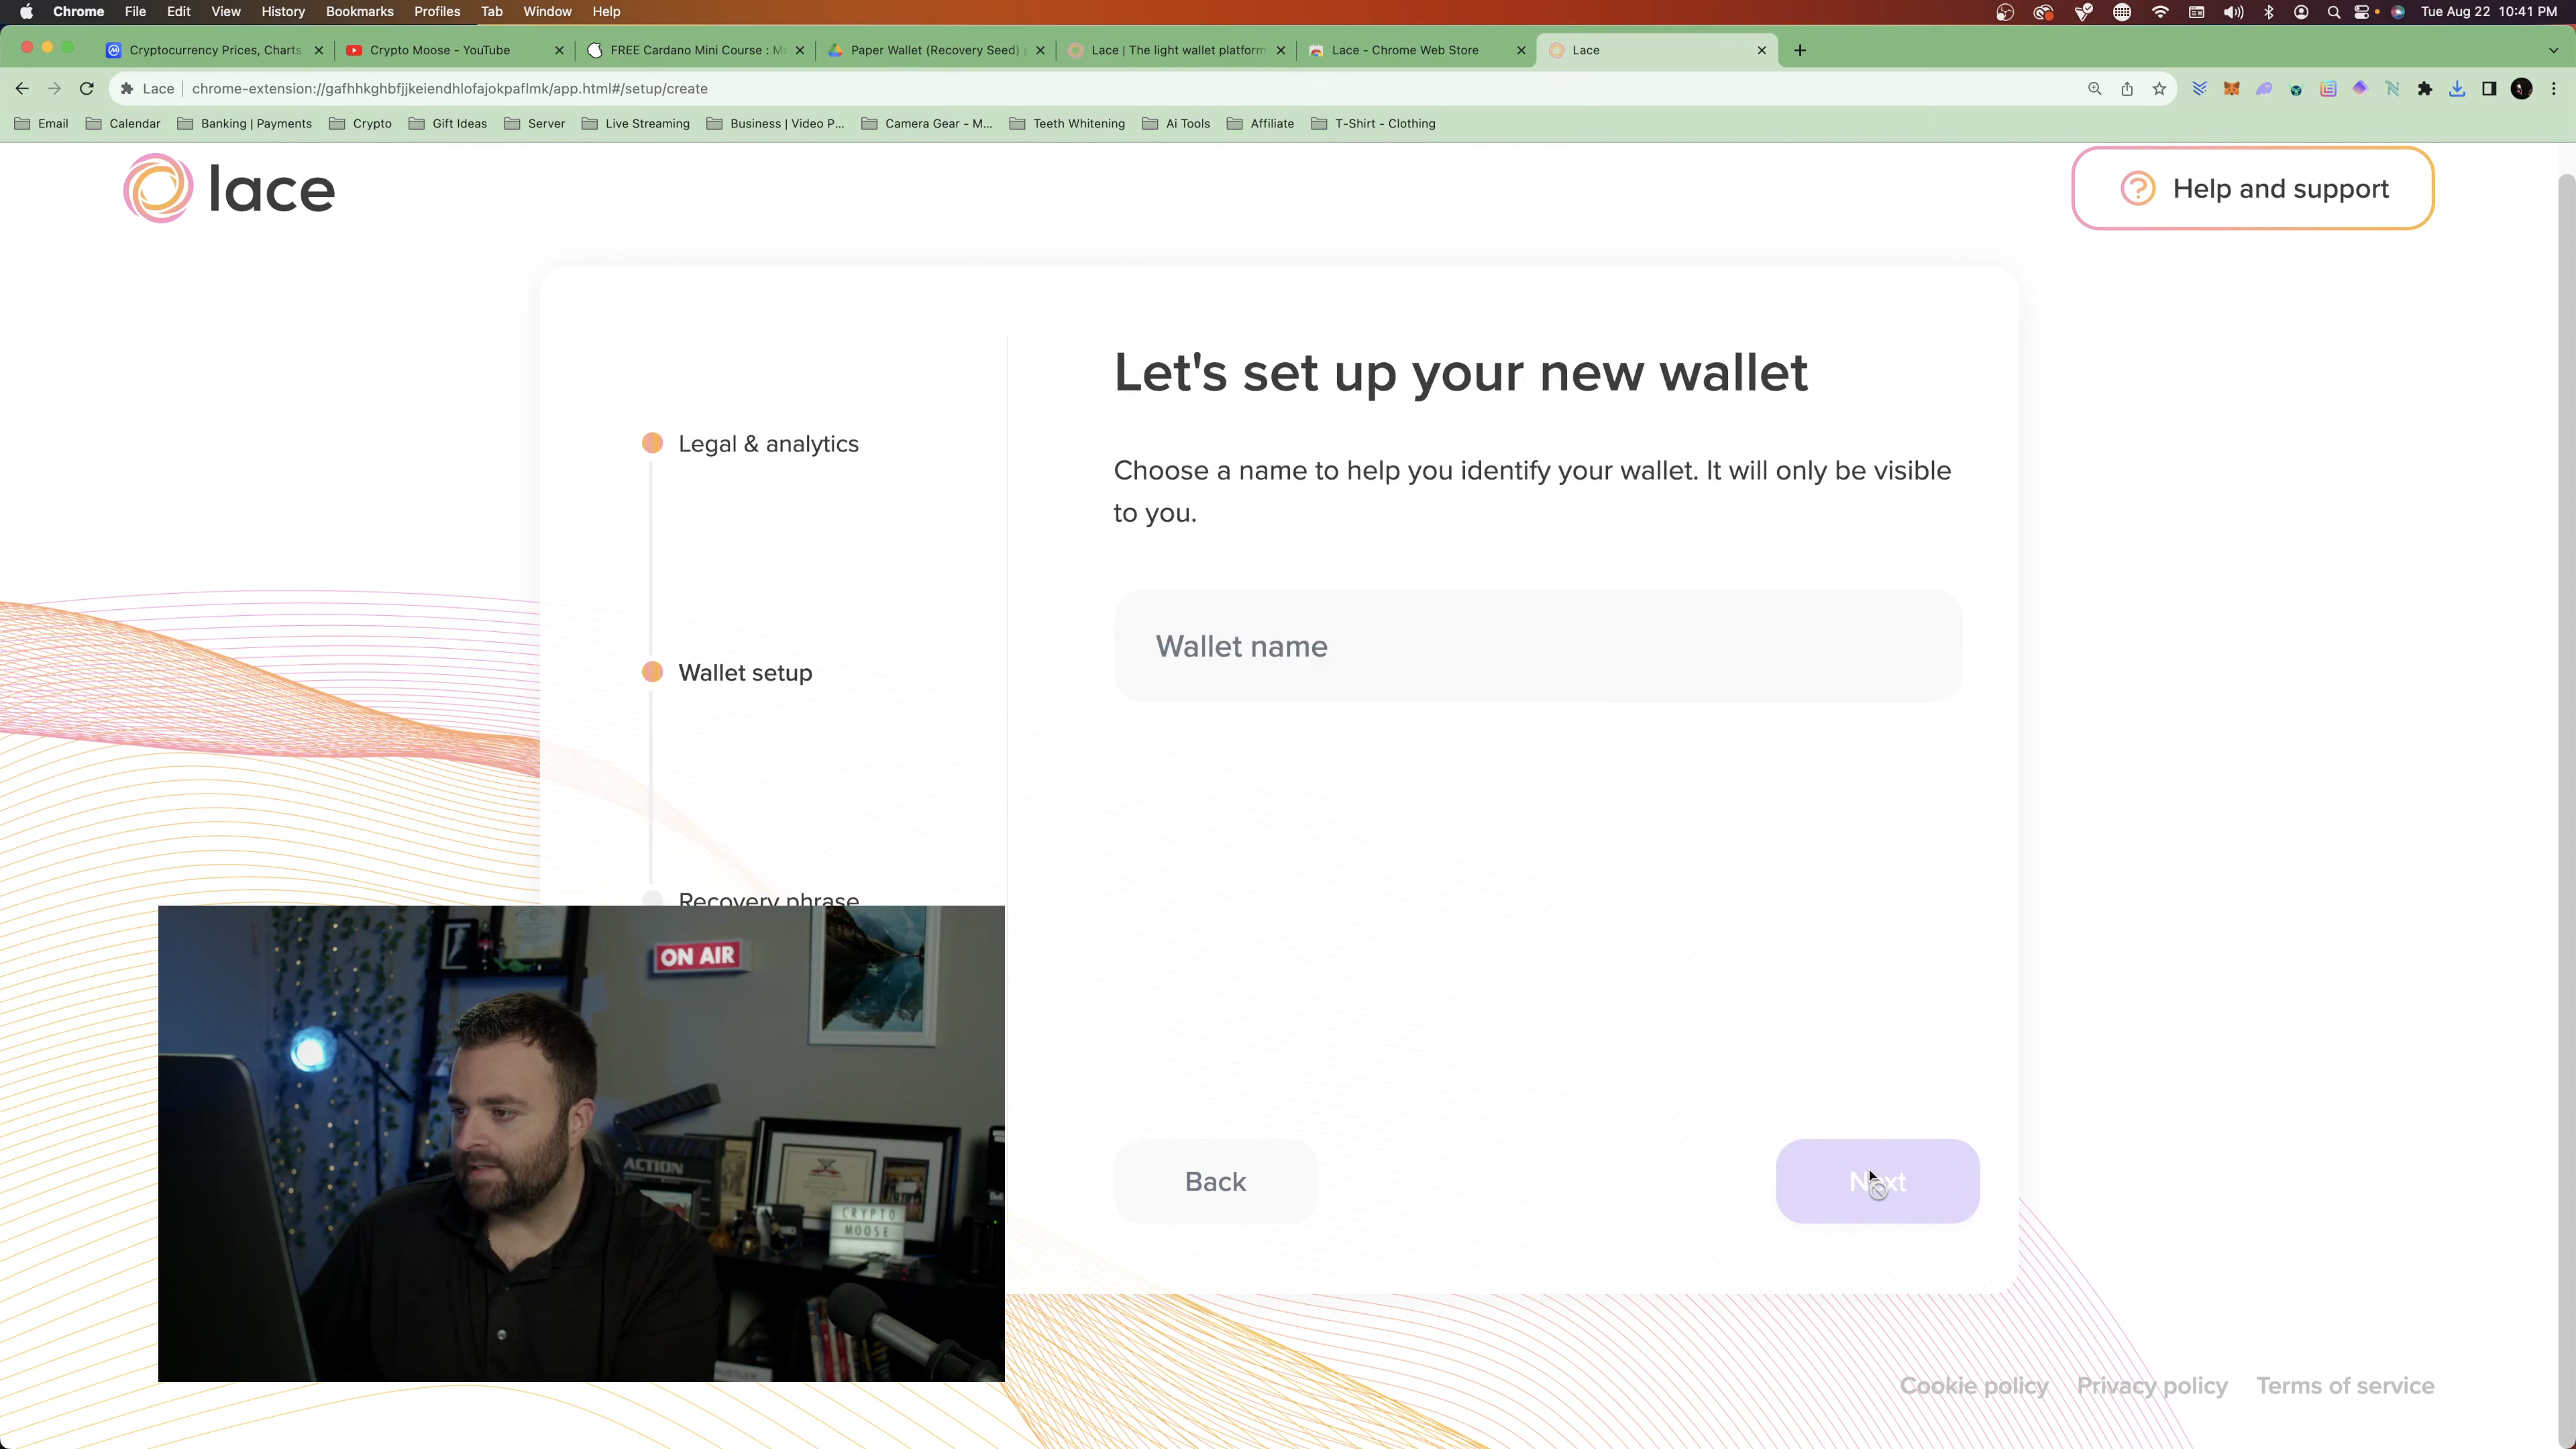 Chrome File Edit View History Bookmarks Profiles Tab Window Help Tue Aug 22 10:41 PM
Cryptocurrency Prices, Charts Crypto Moose - YouTube FREE Cardano Mini Course : M Paper Wallet (Recovery Seed) Lace | The light wallet platform Lace - Chrome Web Store Lace
Lace chrome-extension://gafhhkghbfjjkeiendhlofajokpaflmk/app.html#/setup/create
Email Calendar Banking | Payments Crypto Gift Ideas Server Live Streaming Business | Video P... Camera Gear - M... Teeth Whitening Ai Tools Affiliate T-Shirt - Clothing
lace
Help and support
Let's set up your new wallet
Legal & analytics
Choose a name to help you identify your wallet. It will only be visible
to you.
Wallet name
Wallet setup
Recovery phrase
ON AIR
ACTION
CRYPTO
MOOSE
Back
Next
Cookie policy Privacy policy Terms of service